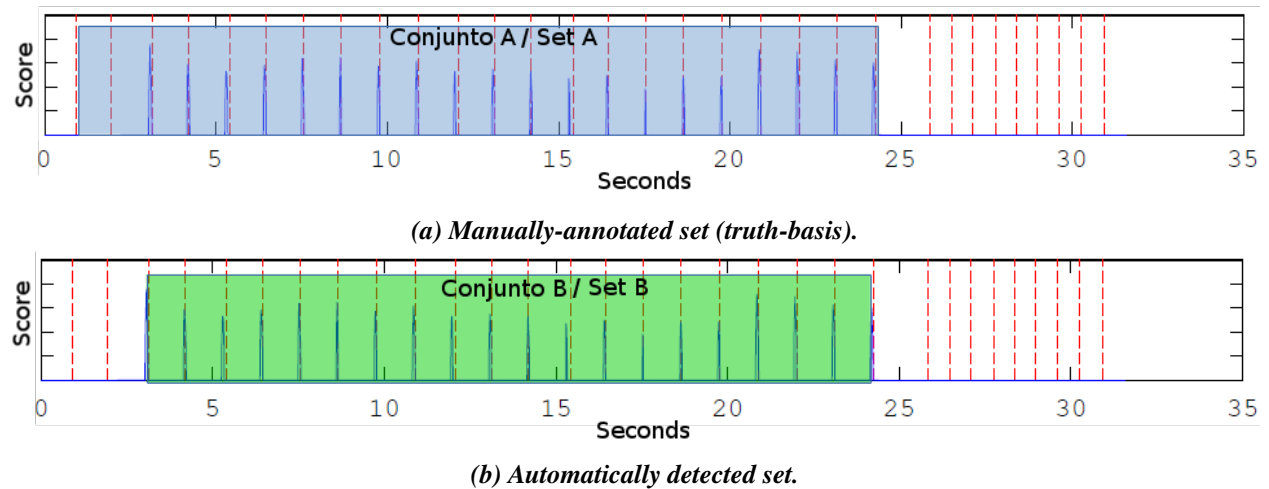 Conjunto A / Set A
Score
0 5 10 15 20 25 30 35
Seconds
(a) Manually-annotated set (truth-basis).
Conjunto B / Set B
Score
0 5 10 15 20 25 30 35
Seconds
(b) Automatically detected set.